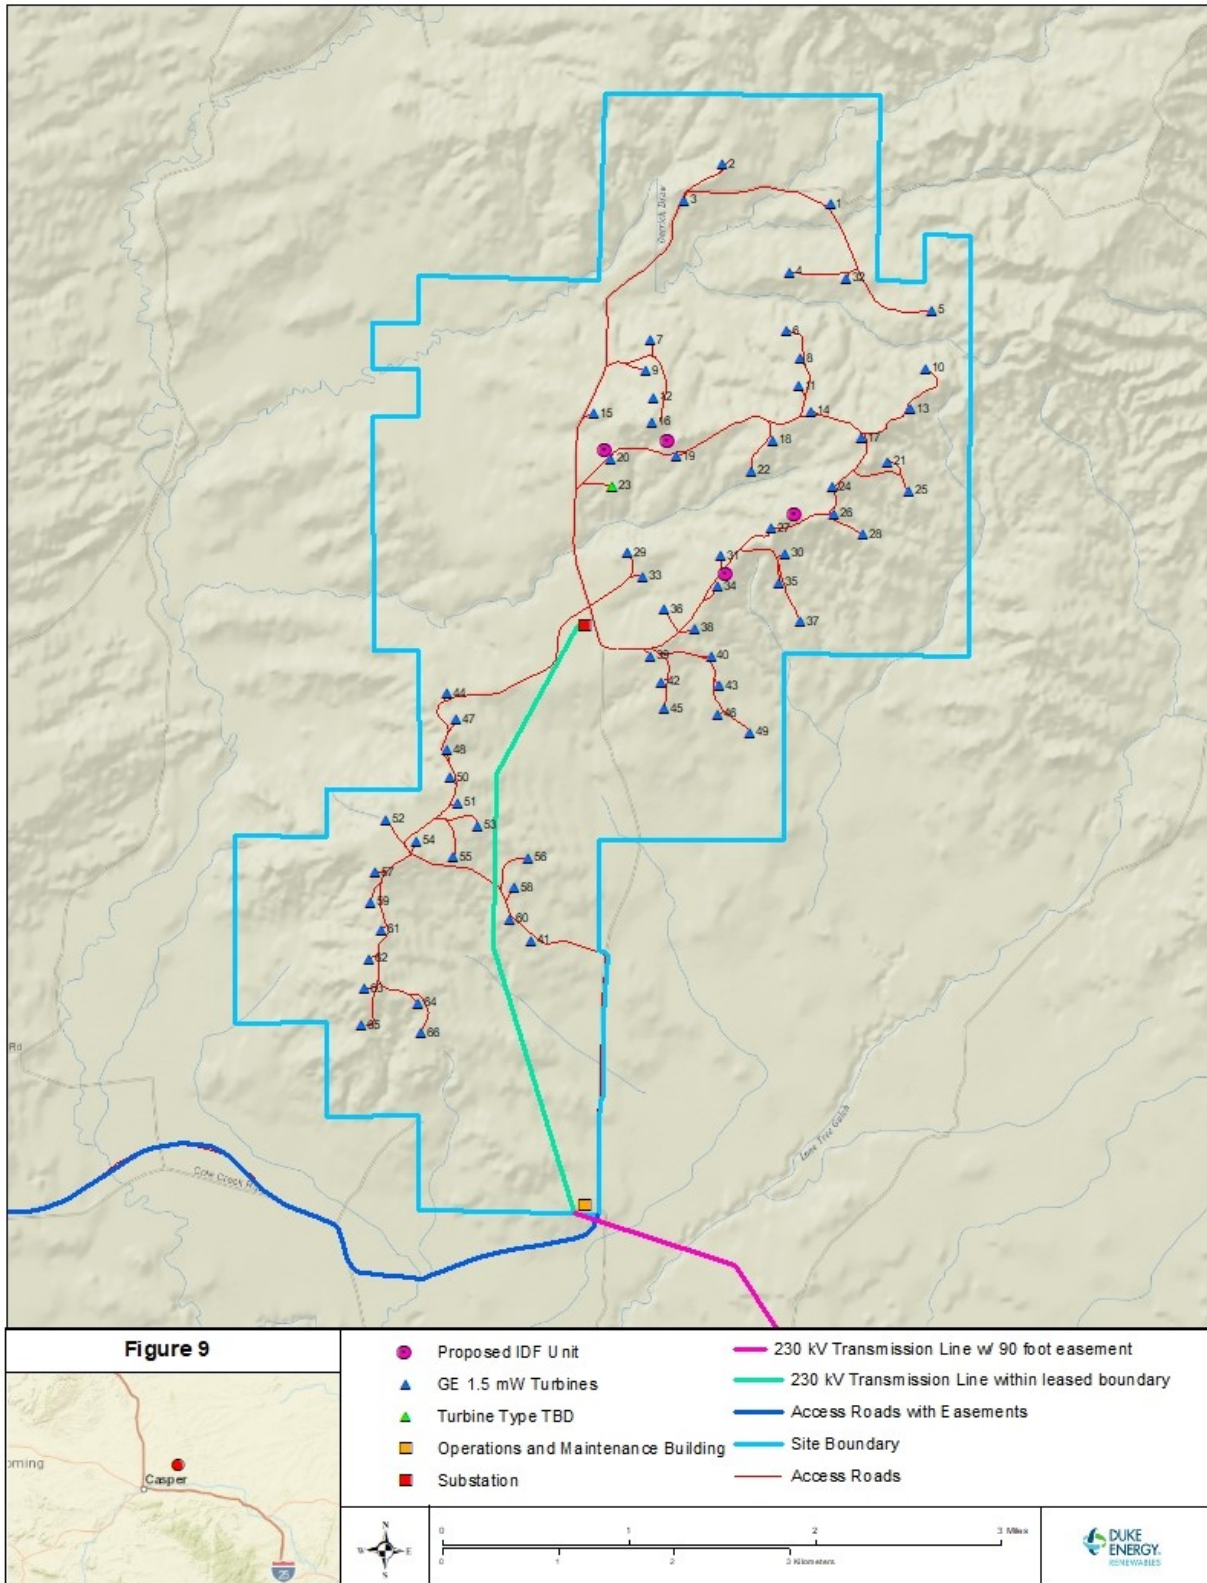 2
3
1
Derrick Draw
4
32
5
7
6
9
8
10
12
11
15
16
14
13
17
18
20
19
22
21
23
24
25
26
27
28
29
31
30
33
34
35
36
37
38
39
40
42
43
44
45
46
47
49
48
50
51
52
53
54
55
56
57
58
59
60
61
41
62
63
64
65
66
Rd
Lone Tree Gulch
Cole Creek R
Figure 9
oming
Casper
25
Proposed IDF Unit
GE 1.5 mW Turbines
Turbine Type TBD
Operations and Maintenance Building
Substation
230 kV Transmission Line w/ 90 foot easement
230 kV Transmission Line within leased boundary
Access Roads with Easements
Site Boundary
Access Roads
N
W E
S
0 1 2 3 Miles
0 1 2 3 Kilometers
DUKE
ENERGY.
RENEWABLES